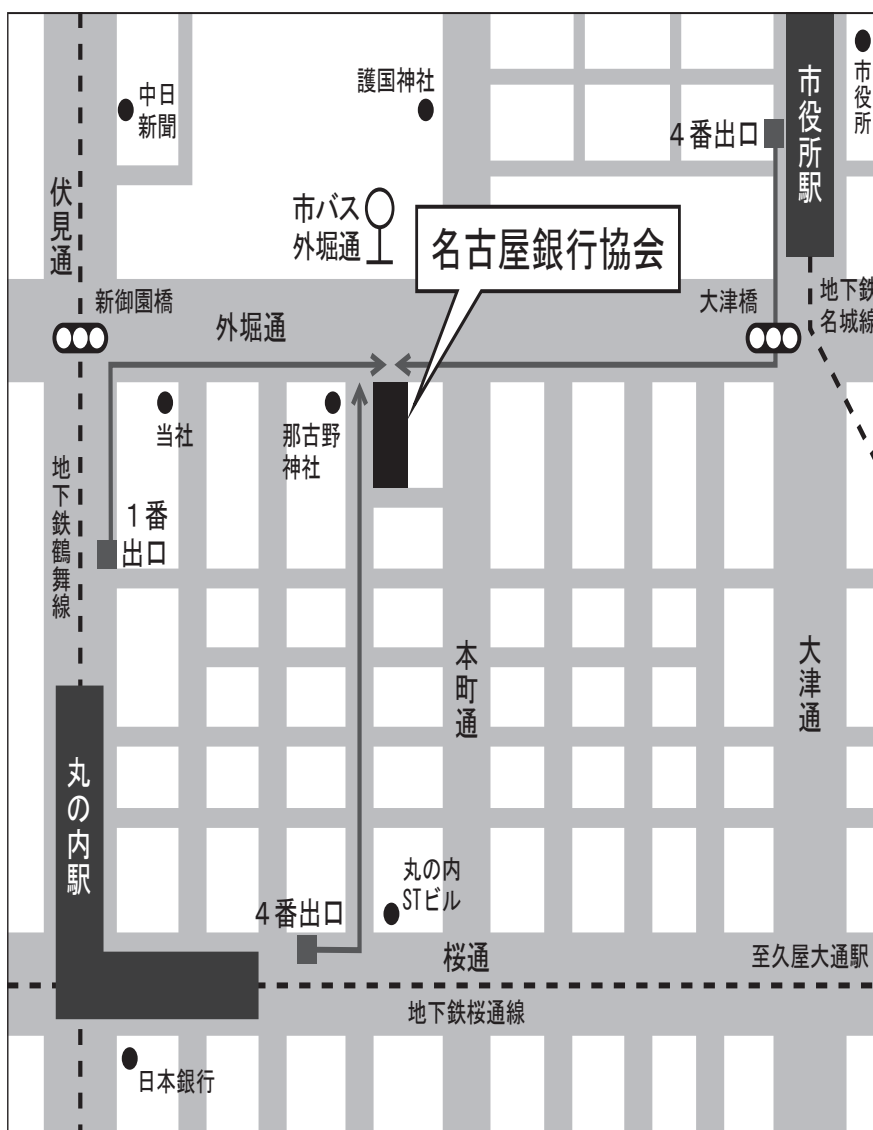 中日
新聞
護国神社
市役所
市役所駅
4番出口
伏見通
市バス
外堀通
名古屋銀行協会
新御園橋
外堀通
大津橋
地下鉄
名城線
当社
那古野
神社
地下鉄鶴舞線
1番
出口
本町通
大津通
丸の内駅
丸の内
STビル
4番出口
桜通
至久屋大通駅
地下鉄桜通線
日本銀行